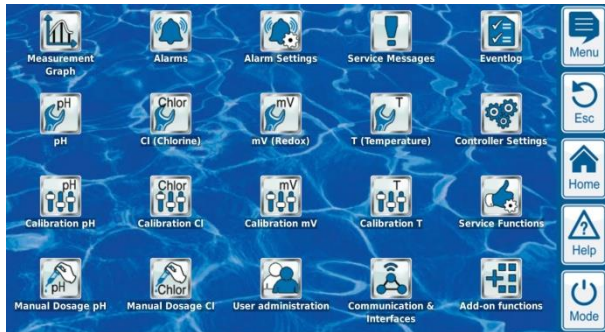 Measurement
Graph
Alarms
Alarm Settings
Service Messages
Eventlog
Menu
pH
pH
Chlor
Cl (Chlorine)
mV
mV (Redox)
T
T (Temperature)
Controller Settings
Esc
Home
pH
Calibration pH
Chlor
Calibration Cl
mV
Calibration mV
T
Calibration T
Service Functions
?
Help
pH
Manual Dosage pH
Chlor
Manual Dosage Cl
User administration
Communication &
Interfaces
Add-on functions
Mode